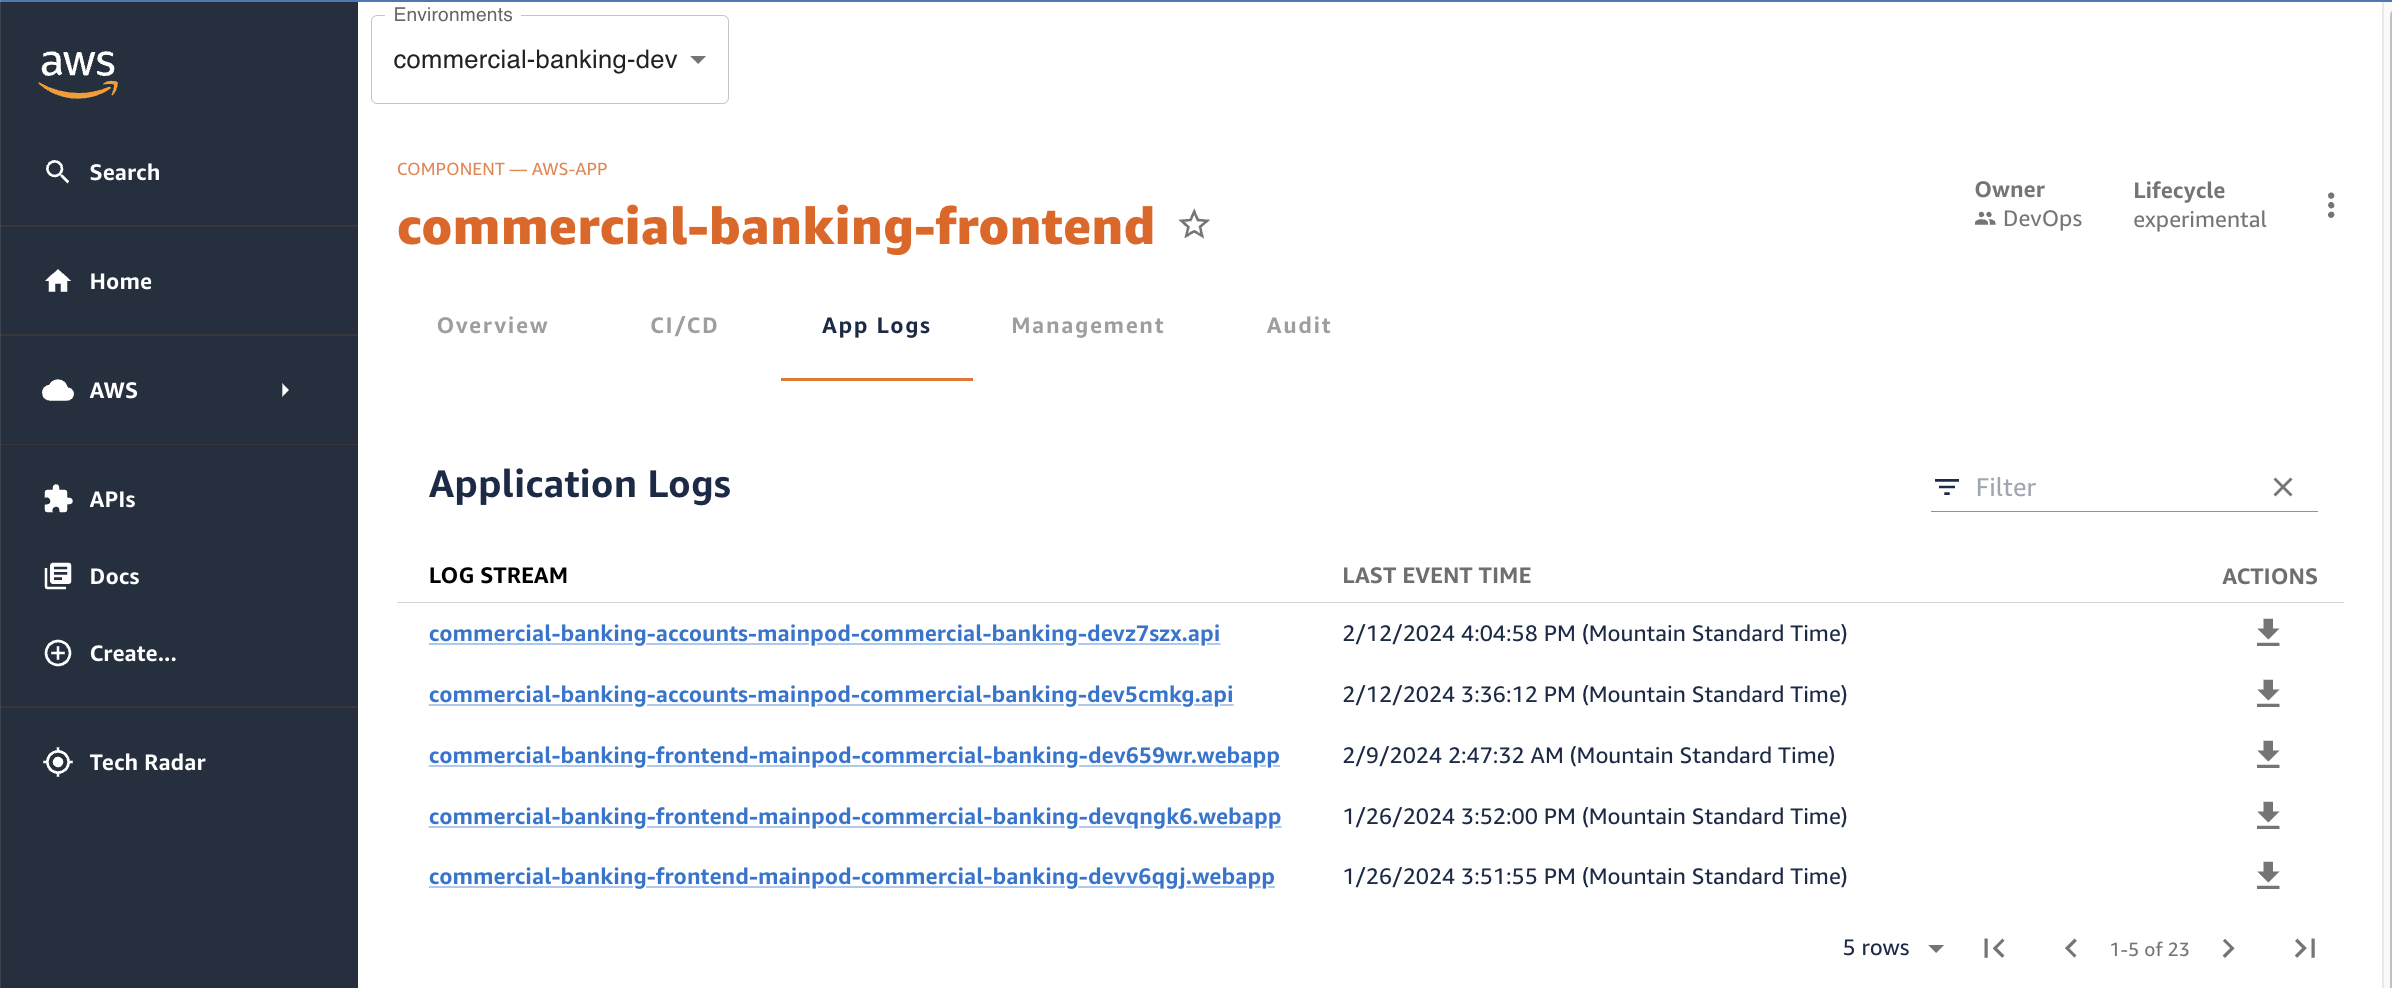 aws
Search
Home
AWS
APIs
Docs
Create...
Tech Radar
Environments
commercial-banking-dev
COMPONENT — AWS-APP
commercial-banking-frontend
Owner
DevOps
Lifecycle
experimental
Overview CI/CD App Logs Management Audit
Application Logs
Filter
LOG STREAM LAST EVENT TIME ACTIONS
commercial-banking-accounts-mainpod-commercial-banking-devz7szx.api 2/12/2024 4:04:58 PM (Mountain Standard Time)
commercial-banking-accounts-mainpod-commercial-banking-dev5cmkg.api 2/12/2024 3:36:12 PM (Mountain Standard Time)
commercial-banking-frontend-mainpod-commercial-banking-dev659wr.webapp 2/9/2024 2:47:32 AM (Mountain Standard Time)
commercial-banking-frontend-mainpod-commercial-banking-devqngk6.webapp 1/26/2024 3:52:00 PM (Mountain Standard Time)
commercial-banking-frontend-mainpod-commercial-banking-devv6qgj.webapp 1/26/2024 3:51:55 PM (Mountain Standard Time)
5 rows 1-5 of 23